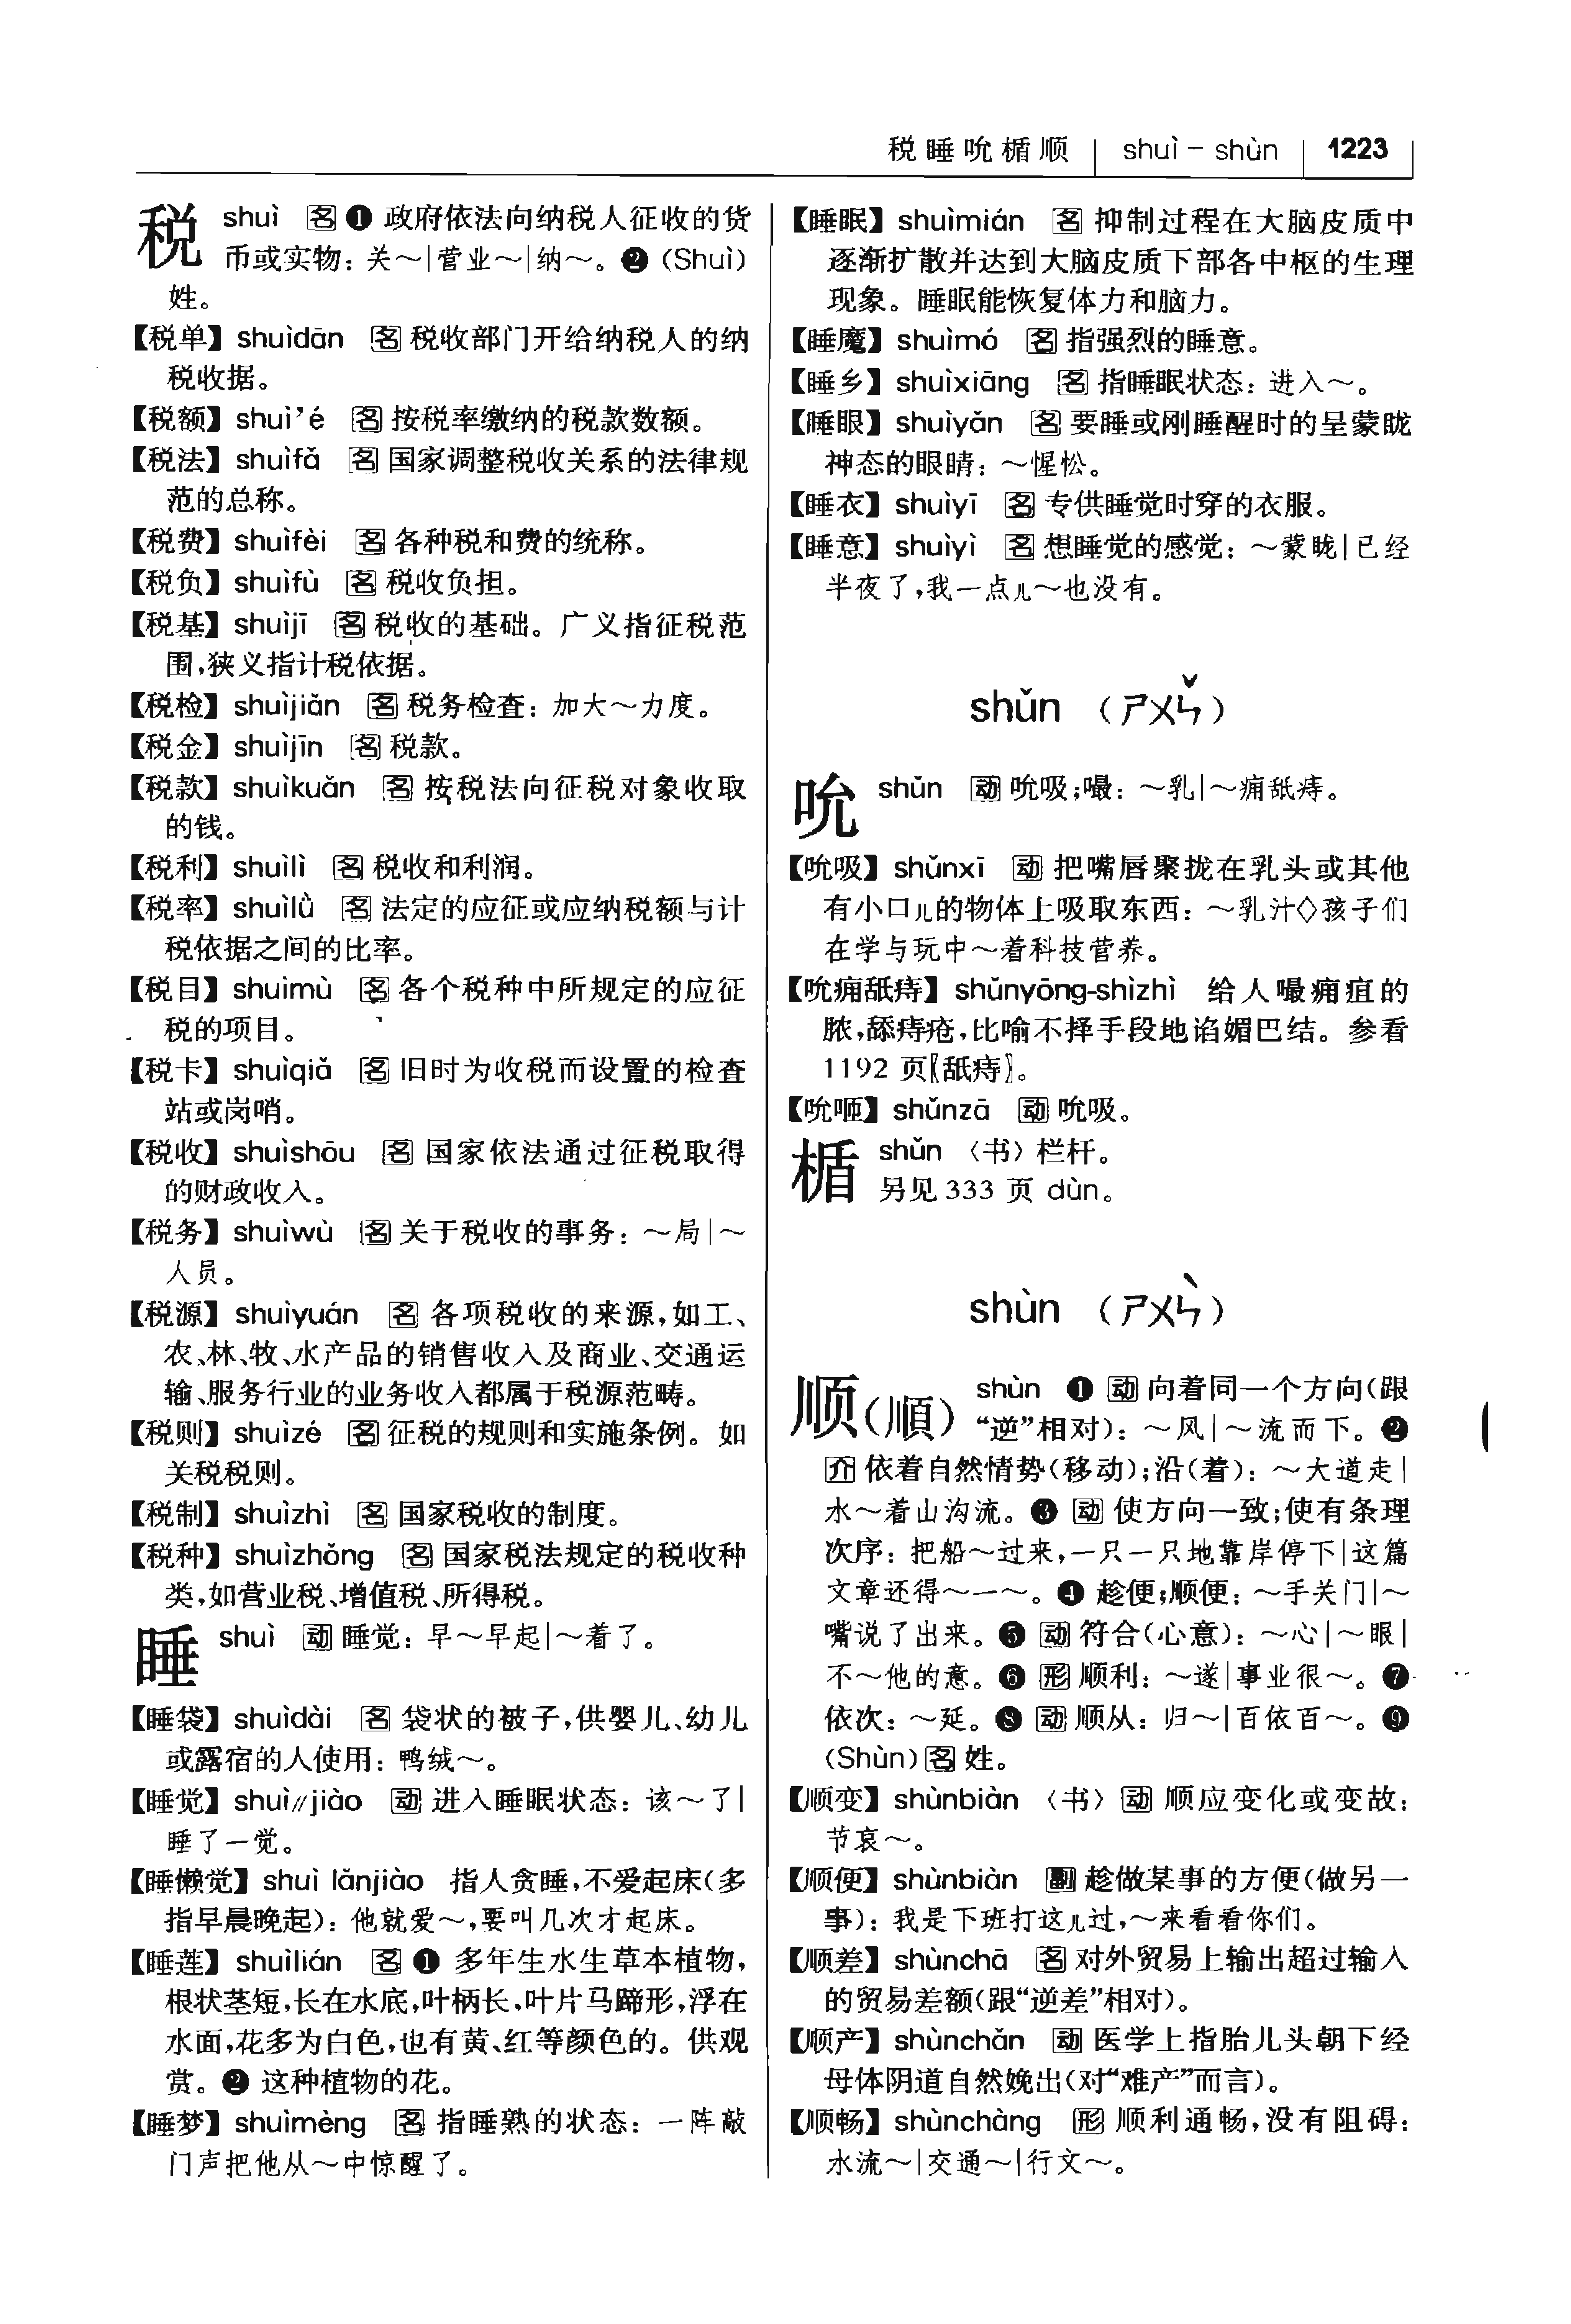 税睡吮楯顺 shuì – shùn 1223
税 shuì 名 ❶ 政府依法向纳税人征收的货
币或实物：关～|营业～|纳～。❷（Shuì）
姓。
【税单】shuìdān 名 税收部门开给纳税人的纳
税收据。
【税额】shuì’é 名 按税率缴纳的税款数额。
【税法】shuìfǎ 名 国家调整税收关系的法律规
范的总称。
【税费】shuìfèi 名 各种税和费的统称。
【税负】shuìfù 名 税收负担。
【税基】shuìjī 名 税收的基础。广义指征税范
围，狭义指计税依据。
【税检】shuìjiǎn 名 税务检查：加大～力度。
【税金】shuìjīn 名 税款。
【税款】shuìkuǎn 名 按税法向征税对象收取
的钱。
【税利】shuìlì 名 税收和利润。
【税率】shuìlǜ 名 法定的应征或应纳税额与计
税依据之间的比率。
【税目】shuìmù 名 各个税种中所规定的应征
税的项目。
【税卡】shuìqiǎ 名 旧时为收税而设置的检查
站或岗哨。
【税收】shuìshōu 名 国家依法通过征税取得
的财政收入。
【税务】shuìwù 名 关于税收的事务：～局|～
人员。
【税源】shuìyuán 名 各项税收的来源，如工、
农、林、牧、水产品的销售收入及商业、交通运
输、服务行业的业务收入都属于税源范畴。
【税则】shuìzé 名 征税的规则和实施条例。如
关税税则。
【税制】shuìzhì 名 国家税收的制度。
【税种】shuìzhǒng 名 国家税法规定的税收种
类，如营业税、增值税、所得税。
睡 shuì 动 睡觉：早～早起|～着了。
【睡袋】shuìdài 名 袋状的被子，供婴儿、幼儿
或露宿的人使用：鸭绒～。
【睡觉】shuì//jiào 动 进入睡眠状态：该～了|
睡了一觉。
【睡懒觉】shuì lǎnjiào 指人贪睡，不爱起床（多
指早晨晚起）：他就爱～，要叫几次才起床。
【睡莲】shuìlián 名 ❶ 多年生水生草本植物，
根状茎短，长在水底，叶柄长，叶片马蹄形，浮在
水面，花多为白色，也有黄、红等颜色的。供观
赏。❷ 这种植物的花。
【睡梦】shuìmèng 名 指睡熟的状态：一阵敲
门声把他从～中惊醒了。
【睡眠】shuìmián 名 抑制过程在大脑皮质中
逐渐扩散并达到大脑皮质下部各中枢的生理
现象。睡眠能恢复体力和脑力。
【睡魔】shuìmó 名 指强烈的睡意。
【睡乡】shuìxiāng 名 指睡眠状态：进入～。
【睡眼】shuìyǎn 名 要睡或刚睡醒时的呈蒙眬
神态的眼睛：～惺忪。
【睡衣】shuìyī 名 专供睡觉时穿的衣服。
【睡意】shuìyì 名 想睡觉的感觉：～蒙眬|已经
半夜了，我一点儿～也没有。
shǔn （ㄕㄨㄣˇ）
吮 shǔn 动 吮吸；嘬：～乳|～痈舐痔。
【吮吸】shǔnxī 动 把嘴唇聚拢在乳头或其他
有小口儿的物体上吸取东西：～乳汁◇孩子们
在学与玩中～着科技营养。
【吮痈舐痔】shǔnyōng-shìzhì 给人嘬痈疽的
脓，舔痔疮，比喻不择手段地谄媚巴结。参看
1192 页〖舐痔〗。
【吮咂】shǔnzā 动 吮吸。
楯 shǔn 〈书〉栏杆。
另见 333 页 dùn。
shùn （ㄕㄨㄣˋ）
顺（順） shùn ❶ 动 向着同一个方向（跟
“逆”相对）：～风|～流而下。❷
介 依着自然情势（移动）；沿（着）：～大道走|
水～着山沟流。❸ 动 使方向一致；使有条理
次序：把船～过来，一只一只地靠岸停下|这篇
文章还得～一～。❹ 趁便；顺便：～手关门|～
嘴说了出来。❺ 动 符合（心意）：～心|～眼|
不～他的意。❻ 形 顺利：～遂|事业很～。❼
依次：～延。❽ 动 顺从：归～|百依百～。❾
（Shùn）名 姓。
【顺变】shùnbiàn 〈书〉动 顺应变化或变故：
节哀～。
【顺便】shùnbiàn 副 趁做某事的方便（做另一
事）：我是下班打这儿过，～来看看你们。
【顺差】shùnchā 名 对外贸易上输出超过输入
的贸易差额（跟“逆差”相对）。
【顺产】shùnchǎn 动 医学上指胎儿头朝下经
母体阴道自然娩出（对“难产”而言）。
【顺畅】shùnchàng 形 顺利通畅，没有阻碍：
水流～|交通～|行文～。